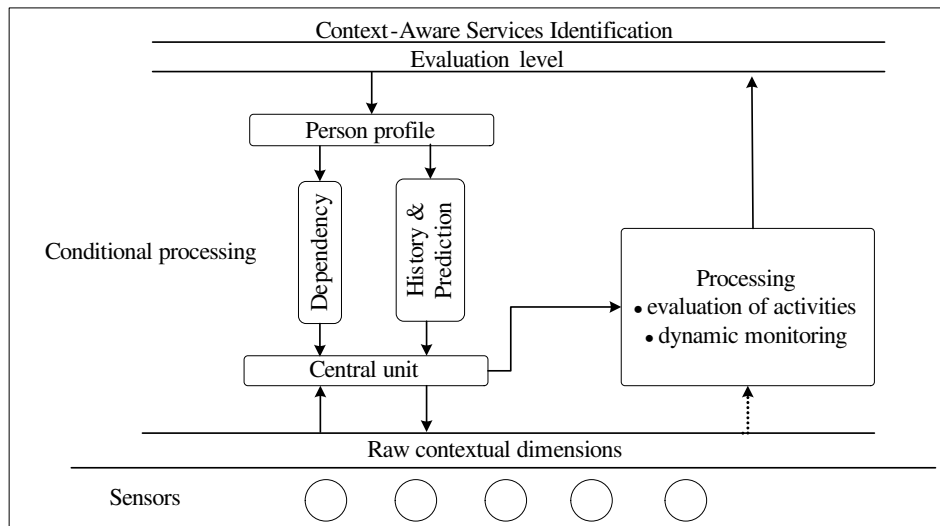 Context-Aware Services Identification
Evaluation level
Person profile
Dependency
History &
Prediction
Conditional processing
Processing
• evaluation of activities
• dynamic monitoring
Central unit
Raw contextual dimensions
Sensors